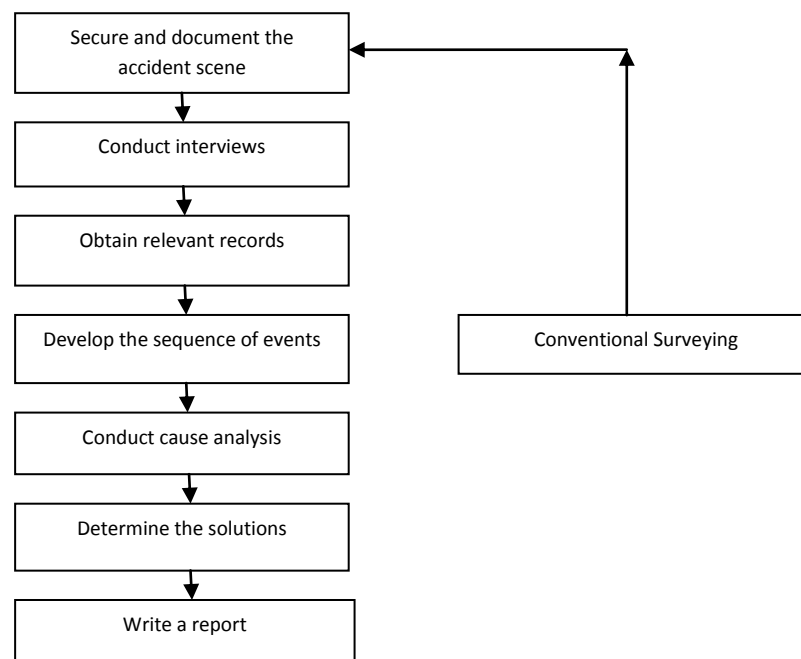 Secure and document the
accident scene
Conduct interviews
Obtain relevant records
Develop the sequence of events
Conventional Surveying
Conduct cause analysis
Determine the solutions
Write a report